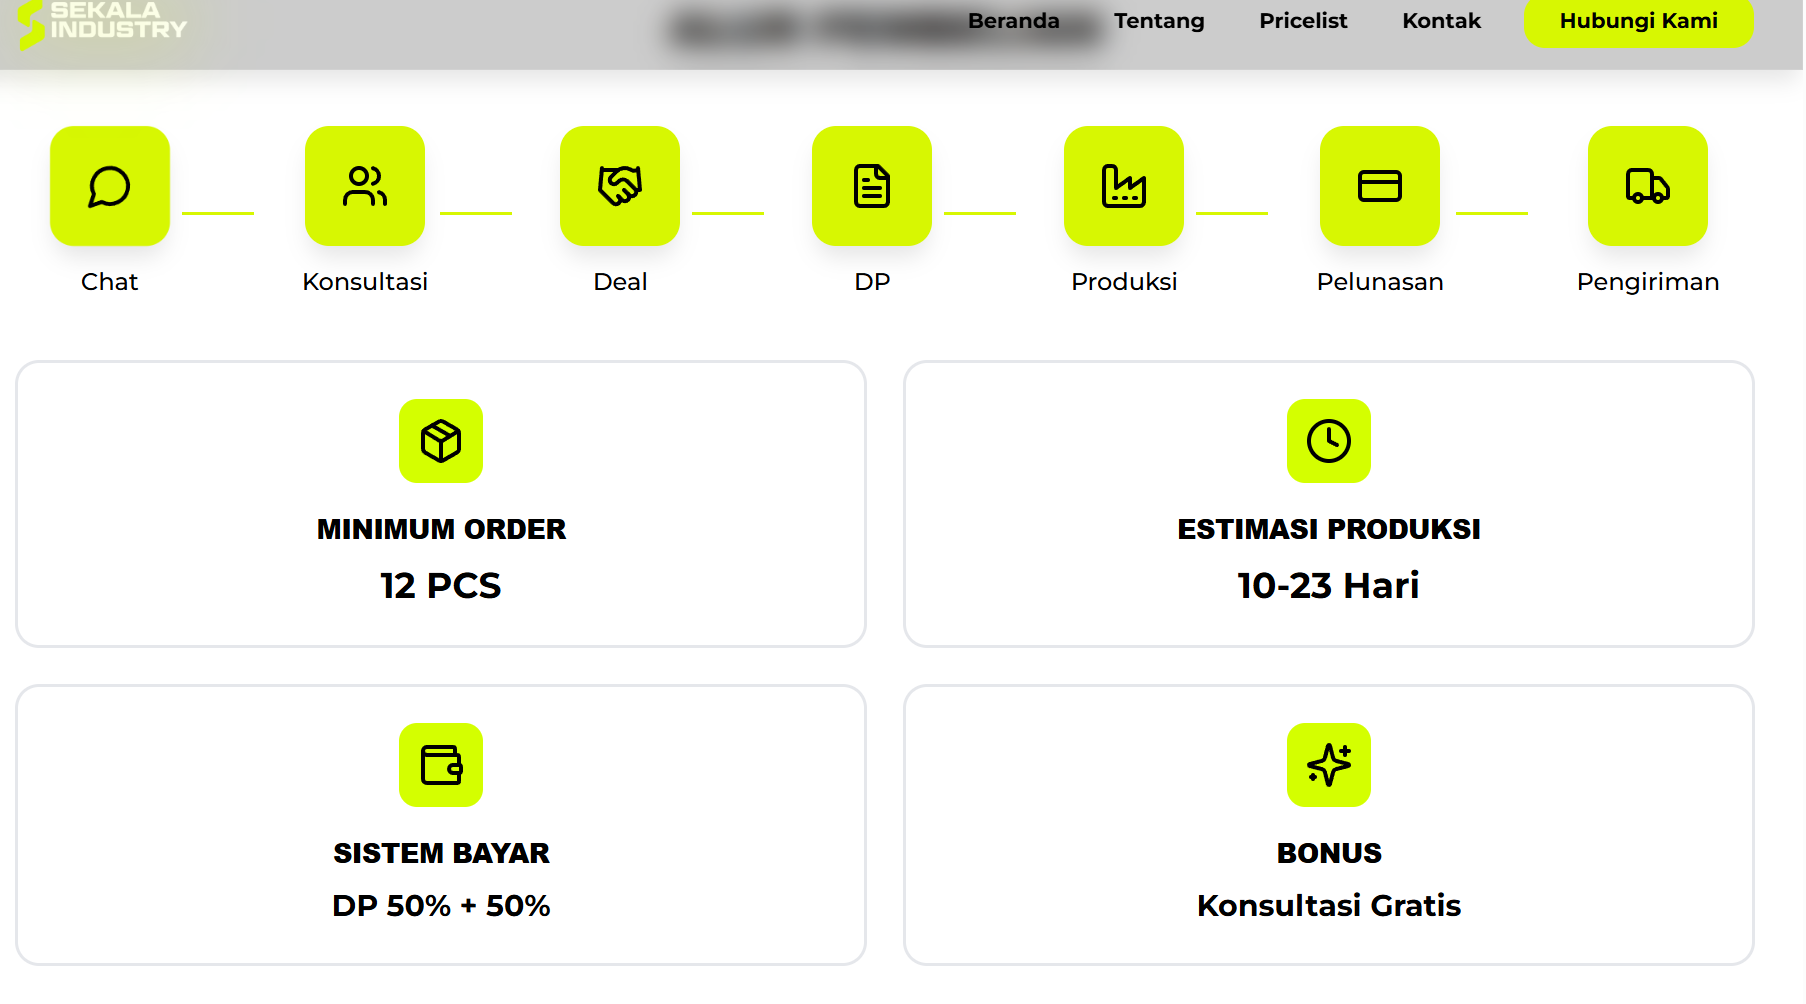 SEKALA
INDUSTRY
Beranda
Tentang
Pricelist
Kontak
Hubungi Kami
Chat
Konsultasi
Deal
DP
Produksi
Pelunasan
Pengiriman
MINIMUM ORDER
12 PCS
ESTIMASI PRODUKSI
10-23 Hari
SISTEM BAYAR
DP 50% + 50%
BONUS
Konsultasi Gratis